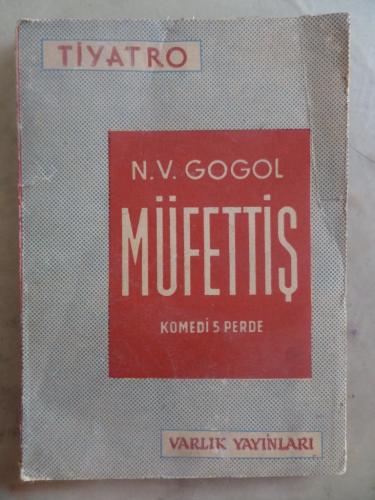 TİYATRO
N.V. GOGOL
MÜFETTİŞ
KOMEDİ 5 PERDE
VARLIK YAYINLARI